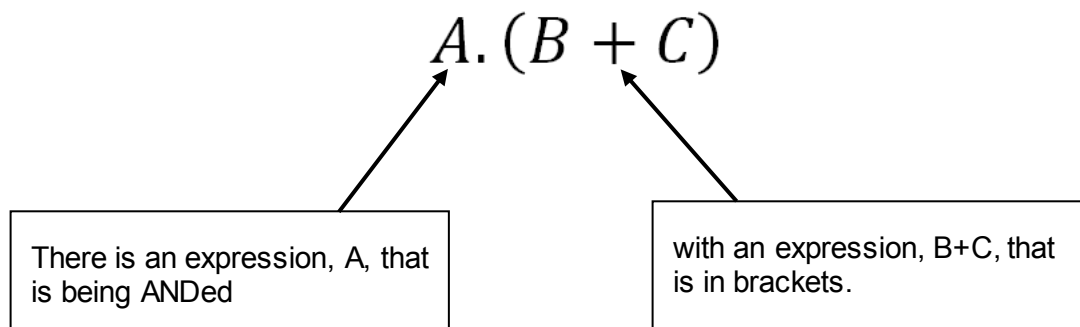 A. (B + C)
There is an expression, A, that
is being ANDed
with an expression, B+C, that
is in brackets.